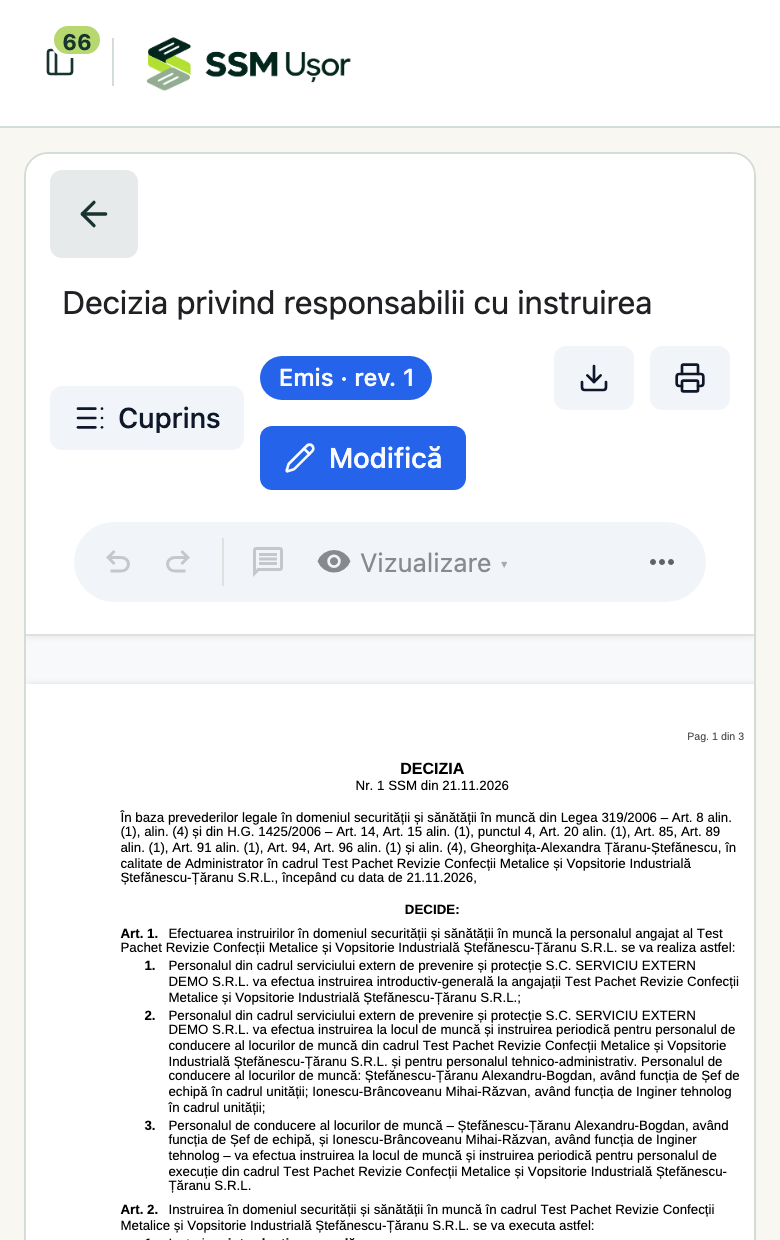 66
SSM Ușor
Decizia privind responsabilii cu instruirea
Emis · rev. 1
Cuprins
Modifică
Vizualizare
Pag. 1 din 3
DECIZIA
Nr. 1 SSM din 21.11.2026
În baza prevederilor legale în domeniul securității și sănătății în muncă din Legea 319/2006 – Art. 8 alin.
(1), alin. (4) și din H.G. 1425/2006 – Art. 14, Art. 15 alin. (1), punctul 4, Art. 20 alin. (1), Art. 85, Art. 89
alin. (1), Art. 91 alin. (1), Art. 94, Art. 96 alin. (1) și alin. (4), Gheorghița-Alexandra Țăranu-Ștefănescu, în
calitate de Administrator în cadrul Test Pachet Revizie Confecții Metalice și Vopsitorie Industrială
Ștefănescu-Țăranu S.R.L., începând cu data de 21.11.2026,
DECIDE:
Art. 1. Efectuarea instruirilor în domeniul securității și sănătății în muncă la personalul angajat al Test
Pachet Revizie Confecții Metalice și Vopsitorie Industrială Ștefănescu-Țăranu S.R.L. se va realiza astfel:
1. Personalul din cadrul serviciului extern de prevenire și protecție S.C. SERVICIU EXTERN
DEMO S.R.L. va efectua instruirea introductiv-generală la angajații Test Pachet Revizie Confecții
Metalice și Vopsitorie Industrială Ștefănescu-Țăranu S.R.L.;
2. Personalul din cadrul serviciului extern de prevenire și protecție S.C. SERVICIU EXTERN
DEMO S.R.L. va efectua instruirea la locul de muncă și instruirea periodică pentru personalul de
conducere al locurilor de muncă din cadrul Test Pachet Revizie Confecții Metalice și Vopsitorie
Industrială Ștefănescu-Țăranu S.R.L. și pentru personalul tehnico-administrativ. Personalul de
conducere al locurilor de muncă: Ștefănescu-Țăranu Alexandru-Bogdan, având funcția de Șef de
echipă în cadrul unității; Ionescu-Brâncoveanu Mihai-Răzvan, având funcția de Inginer tehnolog
în cadrul unității;
3. Personalul de conducere al locurilor de muncă – Ștefănescu-Țăranu Alexandru-Bogdan, având
funcția de Șef de echipă, și Ionescu-Brâncoveanu Mihai-Răzvan, având funcția de Inginer
tehnolog – va efectua instruirea la locul de muncă și instruirea periodică pentru personalul de
execuție din cadrul Test Pachet Revizie Confecții Metalice și Vopsitorie Industrială Ștefănescu-
Țăranu S.R.L.
Art. 2. Instruirea în domeniul securității și sănătății în muncă în cadrul Test Pachet Revizie Confecții
Metalice și Vopsitorie Industrială Ștefănescu-Țăranu S.R.L. se va executa astfel: